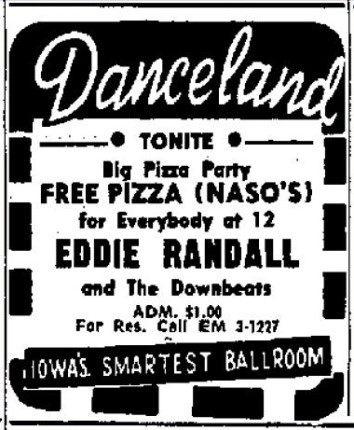 Danceland
TONITE
Big Pizza Party
FREE PIZZA (NASO'S)
for Everybody at 12
EDDIE RANDALL
and The Downbeats
ADM. $1.00
For Res. Call EM 3-1227
IOWA'S SMARTEST BALLROOM